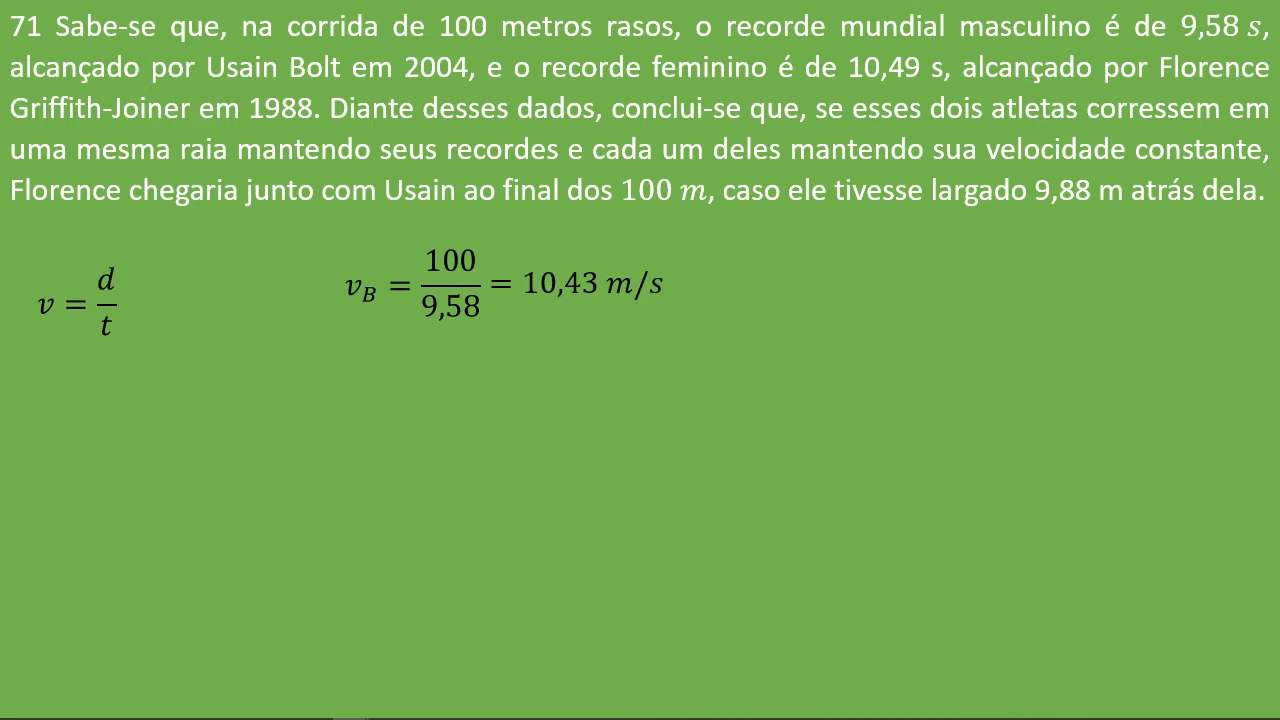 71 Sabe-se que, na corrida de 100 metros rasos, o recorde mundial masculino é de 9,58 s,
alcançado por Usain Bolt em 2004, e o recorde feminino é de 10,49 s, alcançado por Florence
Griffith-Joiner em 1988. Diante desses dados, conclui-se que, se esses dois atletas corressem em
uma mesma raia mantendo seus recordes e cada um deles mantendo sua velocidade constante,
Florence chegaria junto com Usain ao final dos 100 m, caso ele tivesse largado 9,88 m atrás dela.
v = d/t
v_B = 100/9,58 = 10,43 m/s